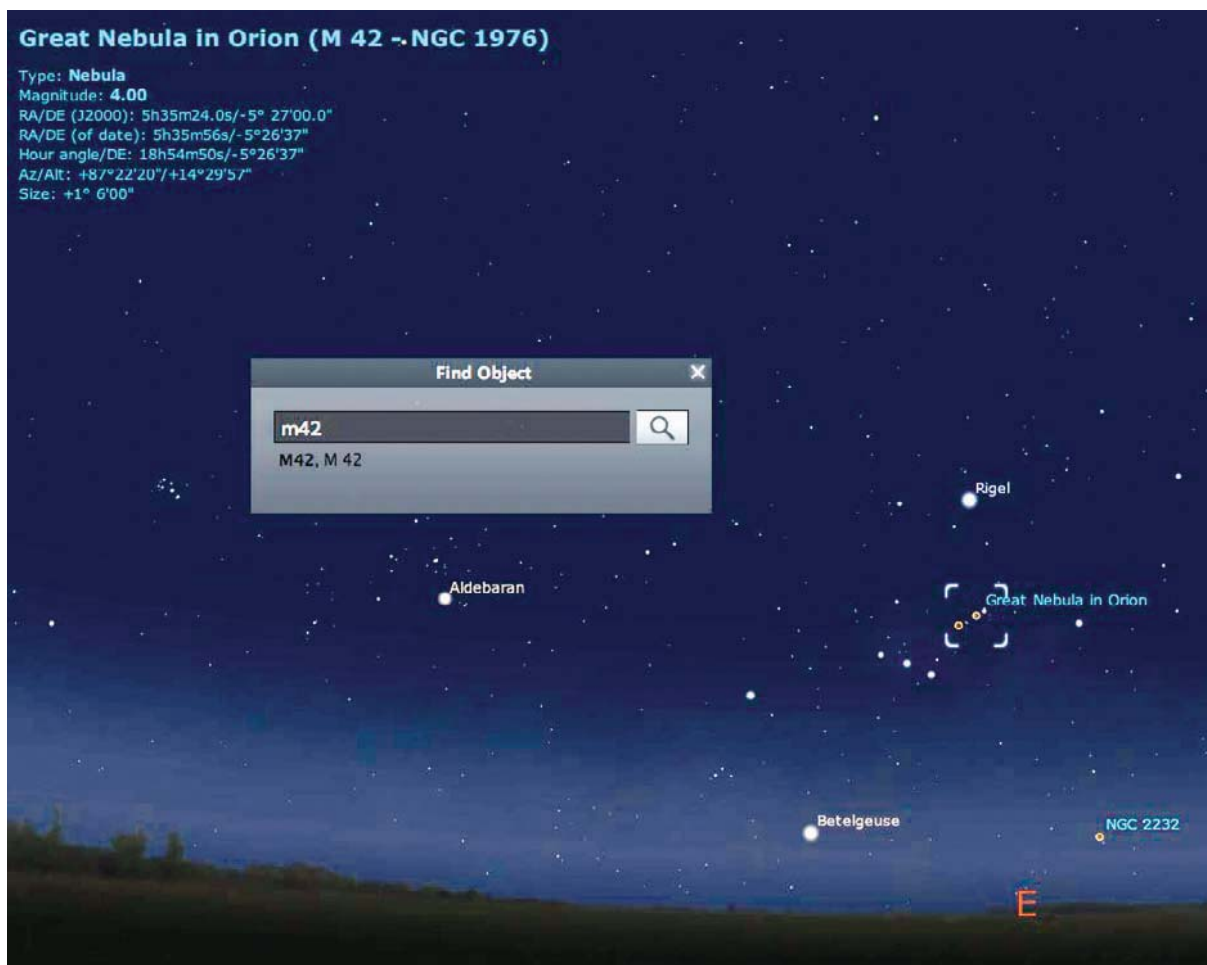 Great Nebula in Orion (M 42 - NGC 1976)
Type: Nebula
Magnitude: 4.00
RA/DE (J2000): 5h35m24.0s/-5° 27'00.0"
RA/DE (of date): 5h35m56s/-5°26'37"
Hour angle/DE: 18h54m50s/-5°26'37"
Az/Alt: +87°22'20"/+14°29'57"
Size: +1° 6'00"
Find Object
m42
M42, M 42
Rigel
Aldebaran
Great Nebula in Orion
Betelgeuse
NGC 2232
E